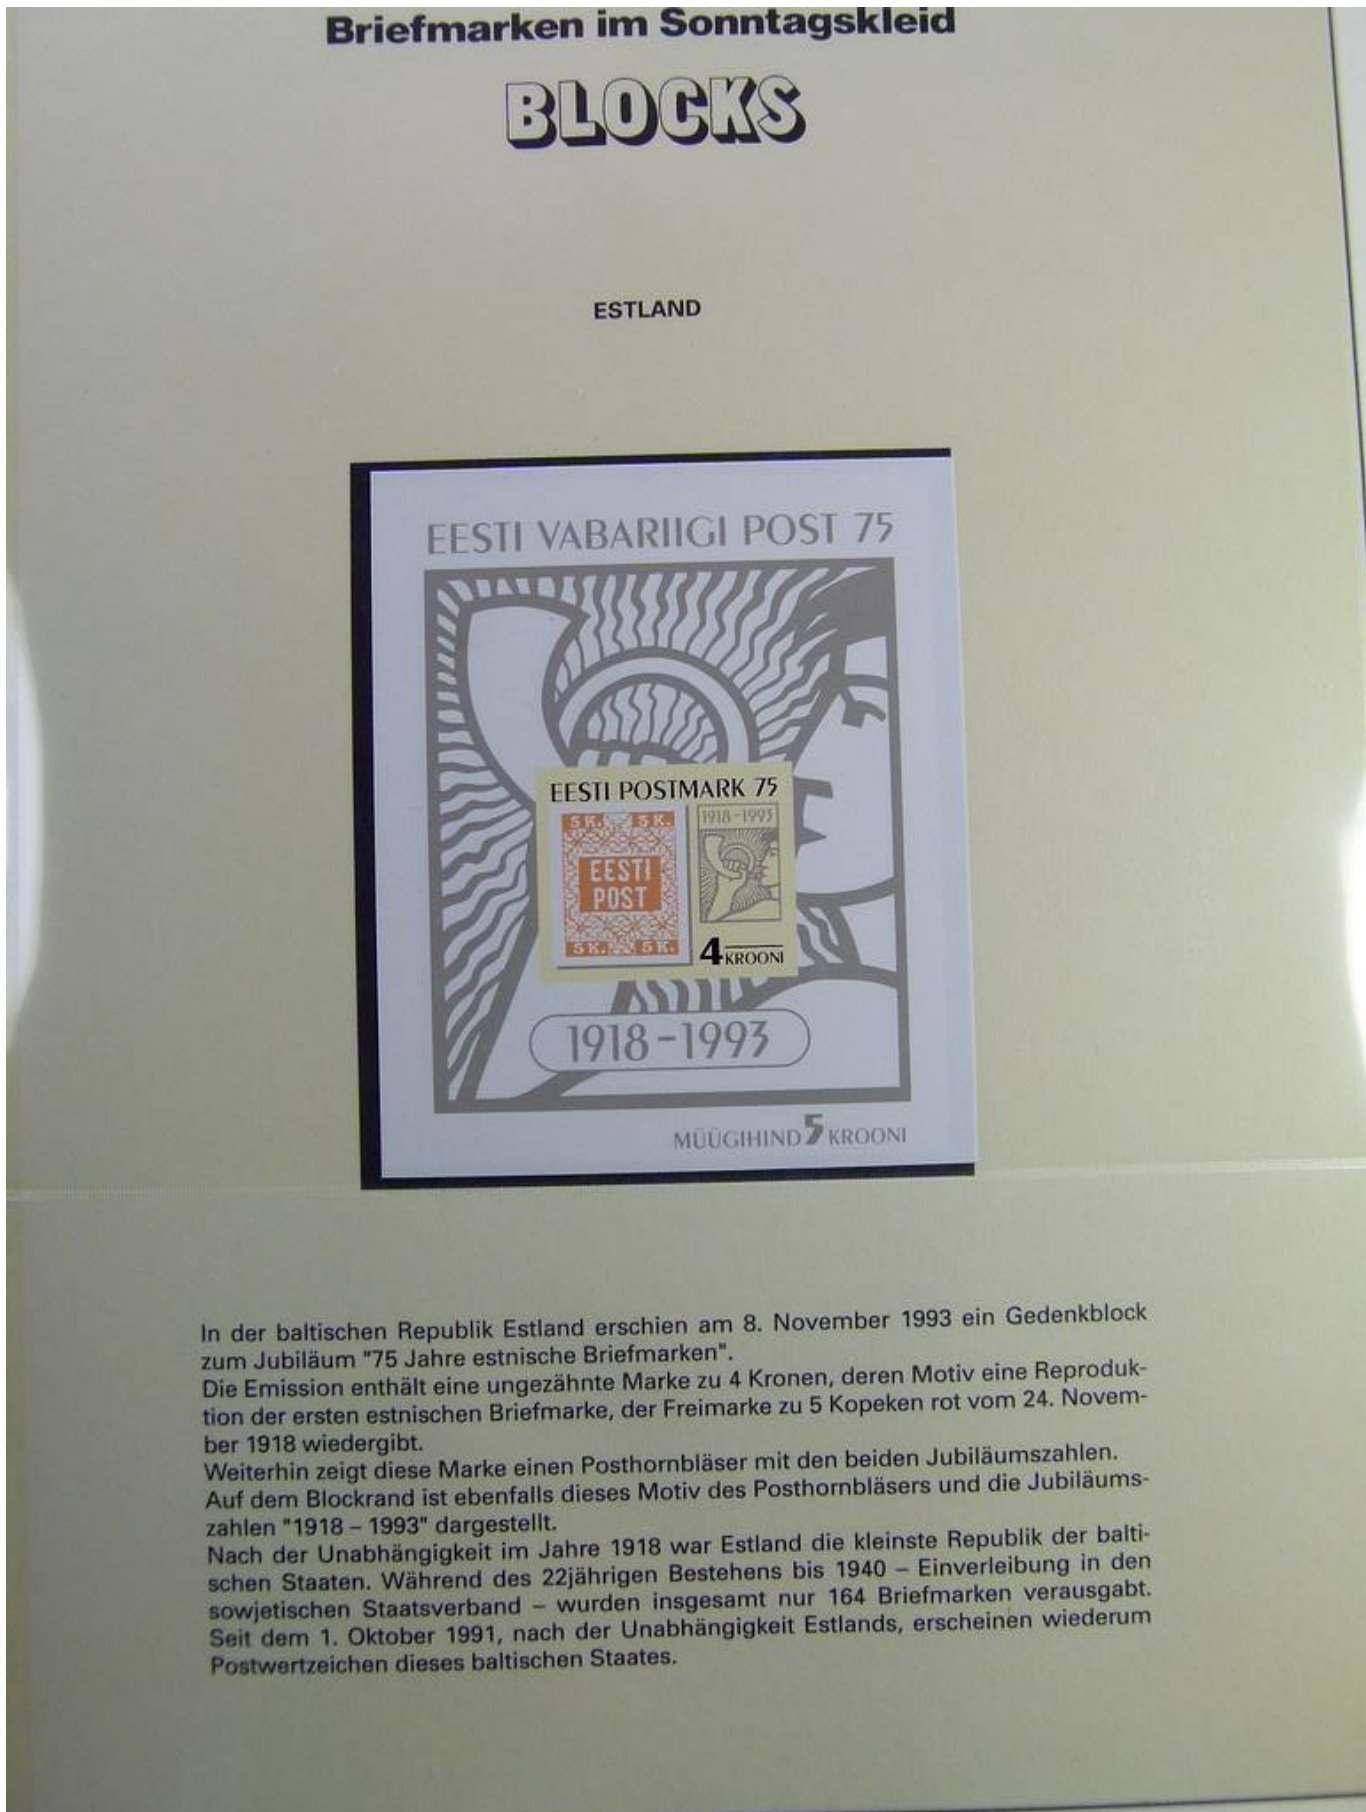 Briefmarken im Sonntagskleid
BLOCKS
ESTLAND
EESTI VABARIIGI POST 75
EESTI POSTMARK 75
5 K. 5 K.
1918-1993
EESTI
POST
5 K. 5 K.
4 KROONI
1918-1993
MÜÜGIHIND 5 KROONI
In der baltischen Republik Estland erschien am 8. November 1993 ein Gedenkblock
zum Jubiläum "75 Jahre estnische Briefmarken".
Die Emission enthält eine ungezähnte Marke zu 4 Kronen, deren Motiv eine Reproduk-
tion der ersten estnischen Briefmarke, der Freimarke zu 5 Kopeken rot vom 24. Novem-
ber 1918 wiedergibt.
Weiterhin zeigt diese Marke einen Posthornbläser mit den beiden Jubiläumszahlen.
Auf dem Blockrand ist ebenfalls dieses Motiv des Posthornbläsers und die Jubiläums-
zahlen "1918 – 1993" dargestellt.
Nach der Unabhängigkeit im Jahre 1918 war Estland die kleinste Republik der balti-
schen Staaten. Während des 22jährigen Bestehens bis 1940 – Einverleibung in den
sowjetischen Staatsverband – wurden insgesamt nur 164 Briefmarken verausgabt.
Seit dem 1. Oktober 1991, nach der Unabhängigkeit Estlands, erscheinen wiederum
Postwertzeichen dieses baltischen Staates.